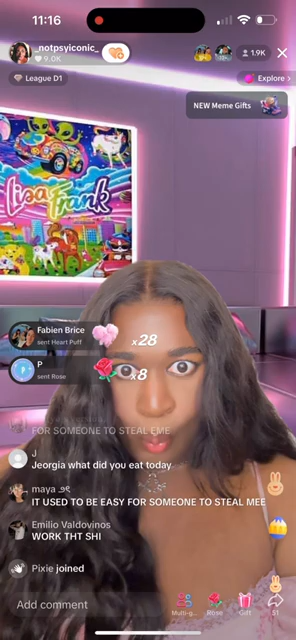 11:16
_notpsyiconic_
9.0K
1.9K
League D1
Explore >
NEW Meme Gifts
Lisa Frank
Fabien Brice
sent Heart Puff
x28
P
sent Rose
x8
FOR SOMEONE TO STEAL EME
J
Jeorgia what did you eat today
maya
IT USED TO BE EASY FOR SOMEONE TO STEAL MEE
Emilio Valdovinos
WORK THT SHI
Pixie joined
Add comment
Multi-g...
Rose
Gift
51